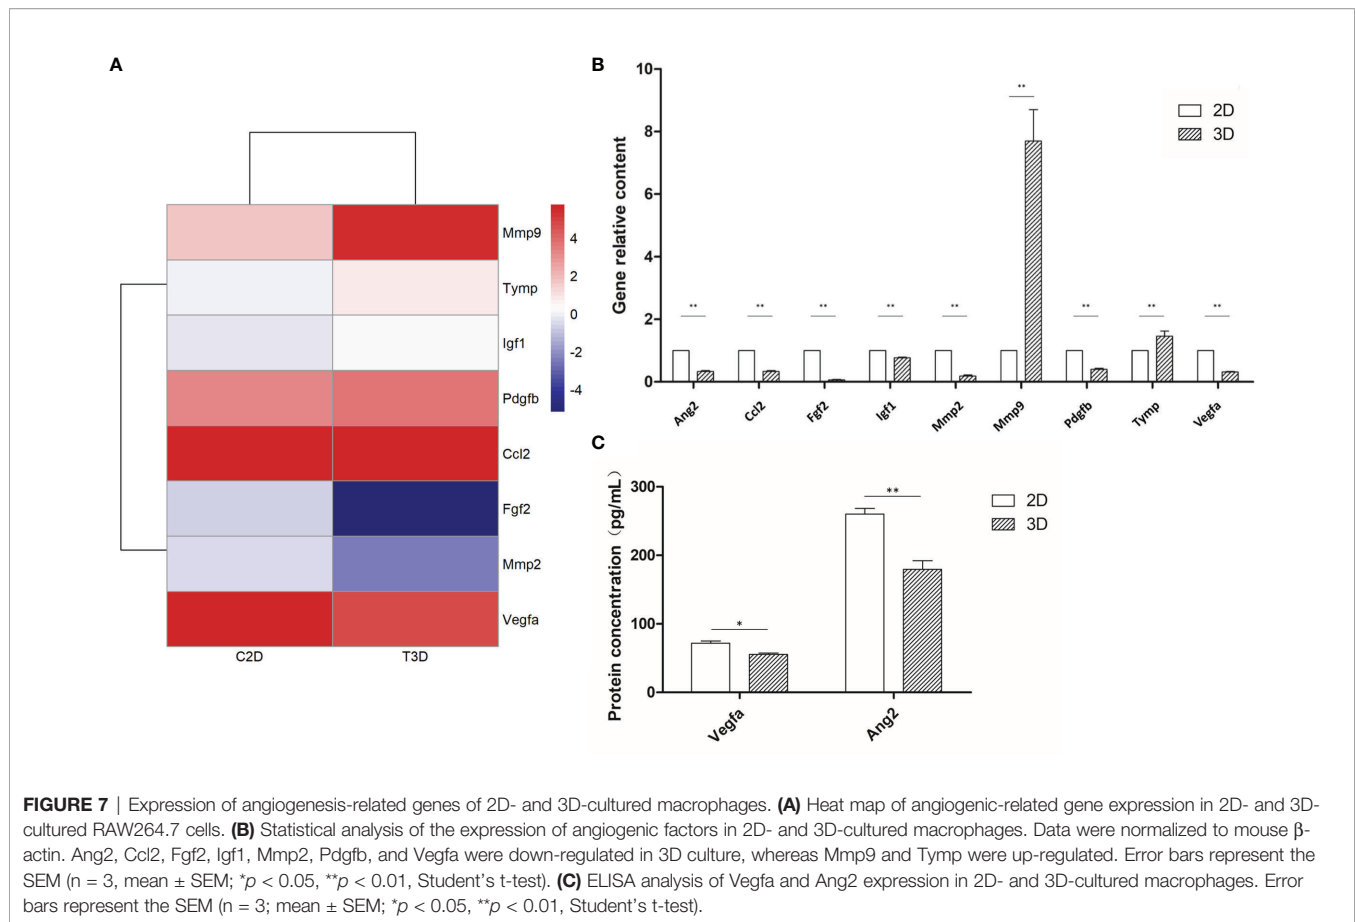 A
Mmp9
Tymp
Igf1
Pdgfb
Ccl2
Fgf2
Mmp2
Vegfa
C2D T3D
4
2
0
-2
-4
B
Gene relative content
10
8
6
4
2
0
** ** ** ** ** ** ** ** **
Ang2 Ccl2 Fgf2 Igf1 Mmp2 Mmp9 Pdgfb Tymp Vegfa
2D
3D
C
Protein concentration (pg/mL)
300
200
100
0
* **
Vegfa Ang2
2D
3D
FIGURE 7 | Expression of angiogenesis-related genes of 2D- and 3D-cultured macrophages. (A) Heat map of angiogenic-related gene expression in 2D- and 3D-
cultured RAW264.7 cells. (B) Statistical analysis of the expression of angiogenic factors in 2D- and 3D-cultured macrophages. Data were normalized to mouse β-
actin. Ang2, Ccl2, Fgf2, Igf1, Mmp2, Pdgfb, and Vegfa were down-regulated in 3D culture, whereas Mmp9 and Tymp were up-regulated. Error bars represent the
SEM (n = 3, mean ± SEM; *p < 0.05, **p < 0.01, Student's t-test). (C) ELISA analysis of Vegfa and Ang2 expression in 2D- and 3D-cultured macrophages. Error
bars represent the SEM (n = 3; mean ± SEM; *p < 0.05, **p < 0.01, Student's t-test).